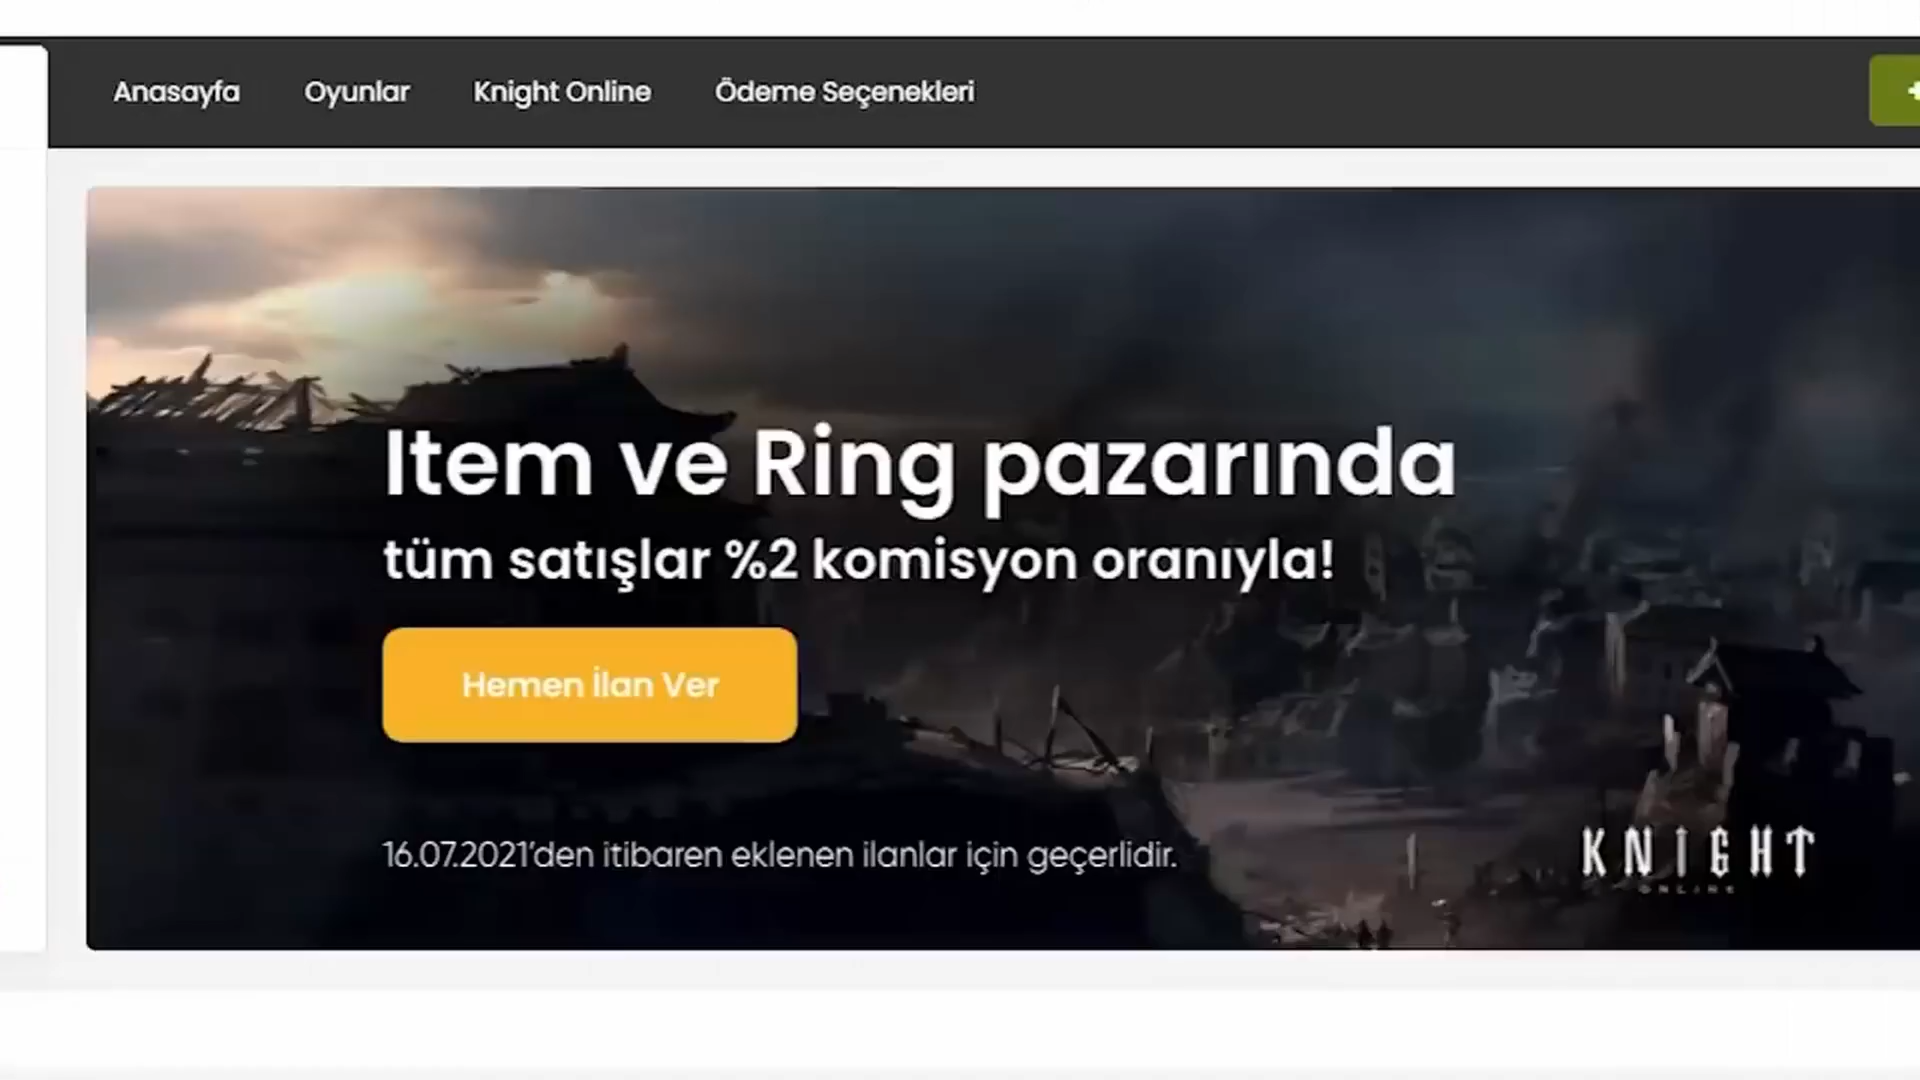 Anasayfa Oyunlar Knight Online Ödeme Seçenekleri
Item ve Ring pazarında
tüm satışlar %2 komisyon oranıyla!
Hemen İlan Ver
16.07.2021'den itibaren eklenen ilanlar için geçerlidir.
KNIGHT
ONLINE